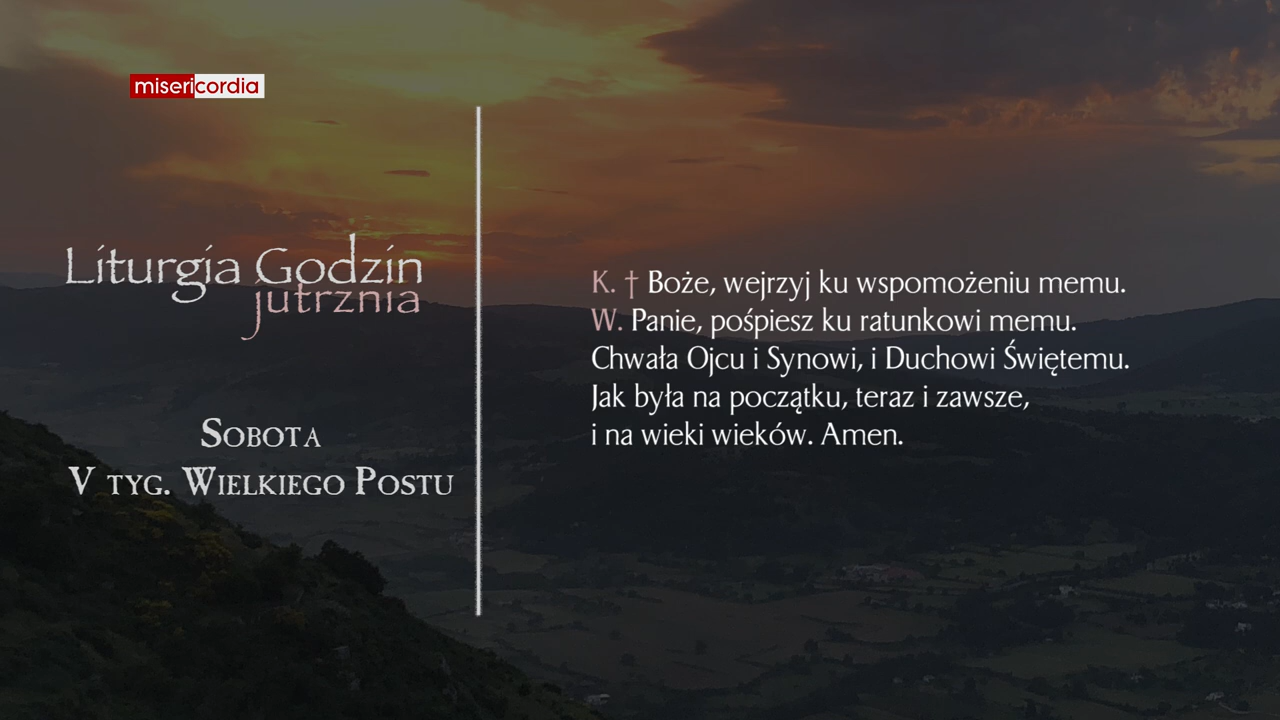 misericordia
Liturgia Godzin
jutrznia
Sobota
V tyg. Wielkiego Postu
K. † Boże, wejrzyj ku wspomożeniu memu.
W. Panie, pośpiesz ku ratunkowi memu.
Chwała Ojcu i Synowi, i Duchowi Świętemu.
Jak była na początku, teraz i zawsze,
i na wieki wieków. Amen.